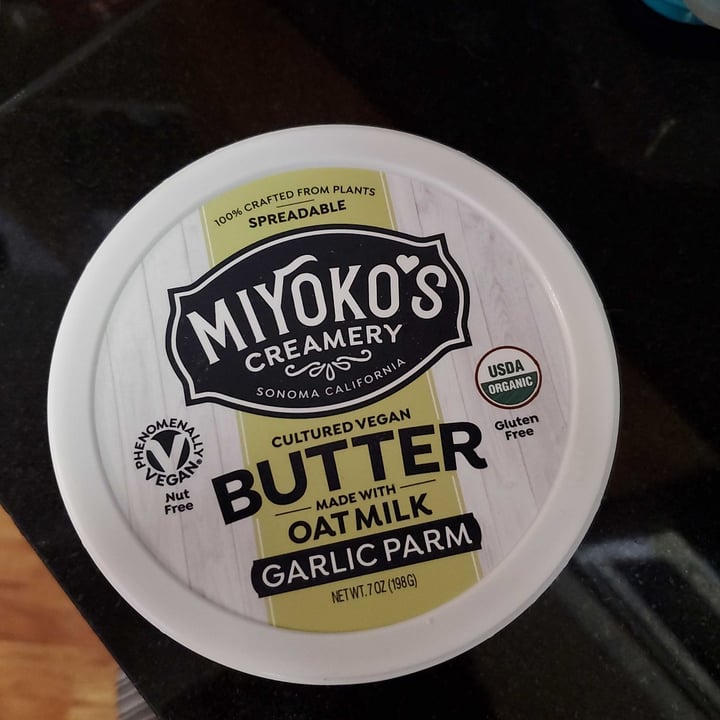 100% CRAFTED FROM PLANTS
SPREADABLE
MIYOKO'S
CREAMERY
SONOMA CALIFORNIA
USDA
ORGANIC
Gluten
Free
PHENOMENALLY
VEGAN
Nut
Free
CULTURED VEGAN
BUTTER
MADE WITH
OAT MILK
GARLIC PARM
NET WT. 7 OZ (198G)